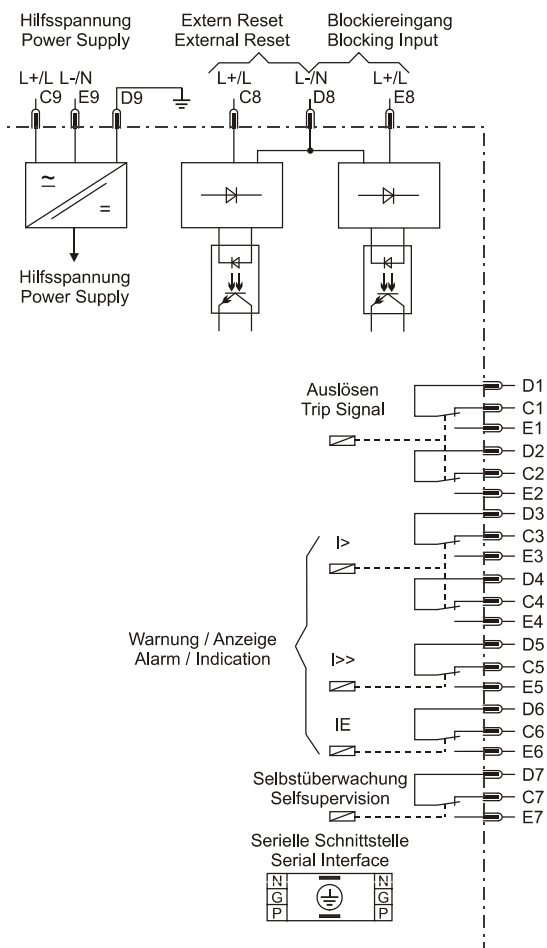 Hilfsspannung
Power Supply
Extern Reset
External Reset
Blockiereingang
Blocking Input
L+/L L-/N
C9 E9 D9
L+/L
C8
L-/N
D8
L+/L
E8
≃
=
Hilfsspannung
Power Supply
Auslösen
Trip Signal
D1
C1
E1
D2
C2
E2
Warnung / Anzeige
Alarm / Indication
I>
D3
C3
E3
D4
C4
E4
I>>
D5
C5
E5
IE
D6
C6
E6
Selbstüberwachung
Selfsupervision
D7
C7
E7
Serielle Schnittstelle
Serial Interface
N N
G G
P P